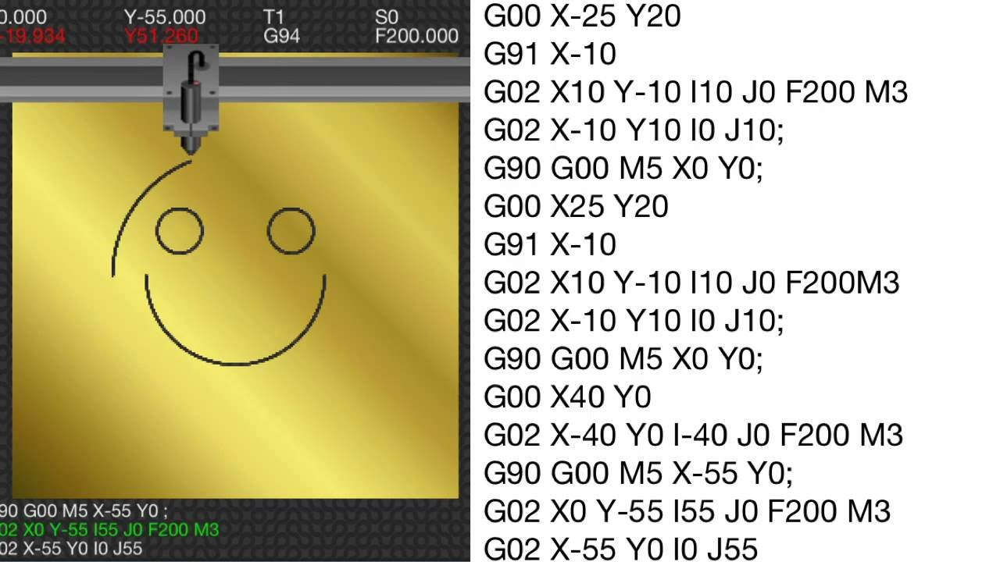 0.000 Y-55.000 T1 S0
-19.934 Y51.260 G94 F200.000
G00 X-25 Y20
G91 X-10
G02 X10 Y-10 I10 J0 F200 M3
G02 X-10 Y10 I0 J10;
G90 G00 M5 X0 Y0;
G00 X25 Y20
G91 X-10
G02 X10 Y-10 I10 J0 F200M3
G02 X-10 Y10 I0 J10;
G90 G00 M5 X0 Y0;
G00 X40 Y0
G02 X-40 Y0 I-40 J0 F200 M3
G90 G00 M5 X-55 Y0;
G02 X0 Y-55 I55 J0 F200 M3
G02 X-55 Y0 I0 J55
90 G00 M5 X-55 Y0 ;
02 X0 Y-55 I55 J0 F200 M3
02 X-55 Y0 I0 J55